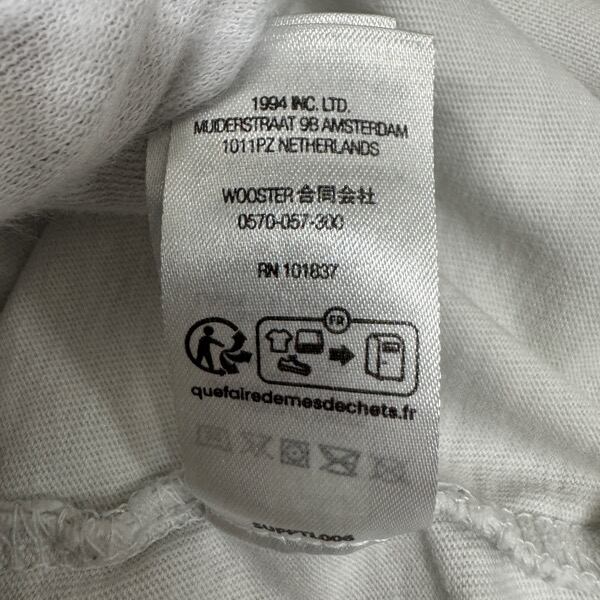 1994 INC. LTD.
MUIDERSTRAAT 9B AMSTERDAM
1011PZ NETHERLANDS
WOOSTER 合同会社
0570-057-300
RN 101837
FR
quefairedemesdechets.fr